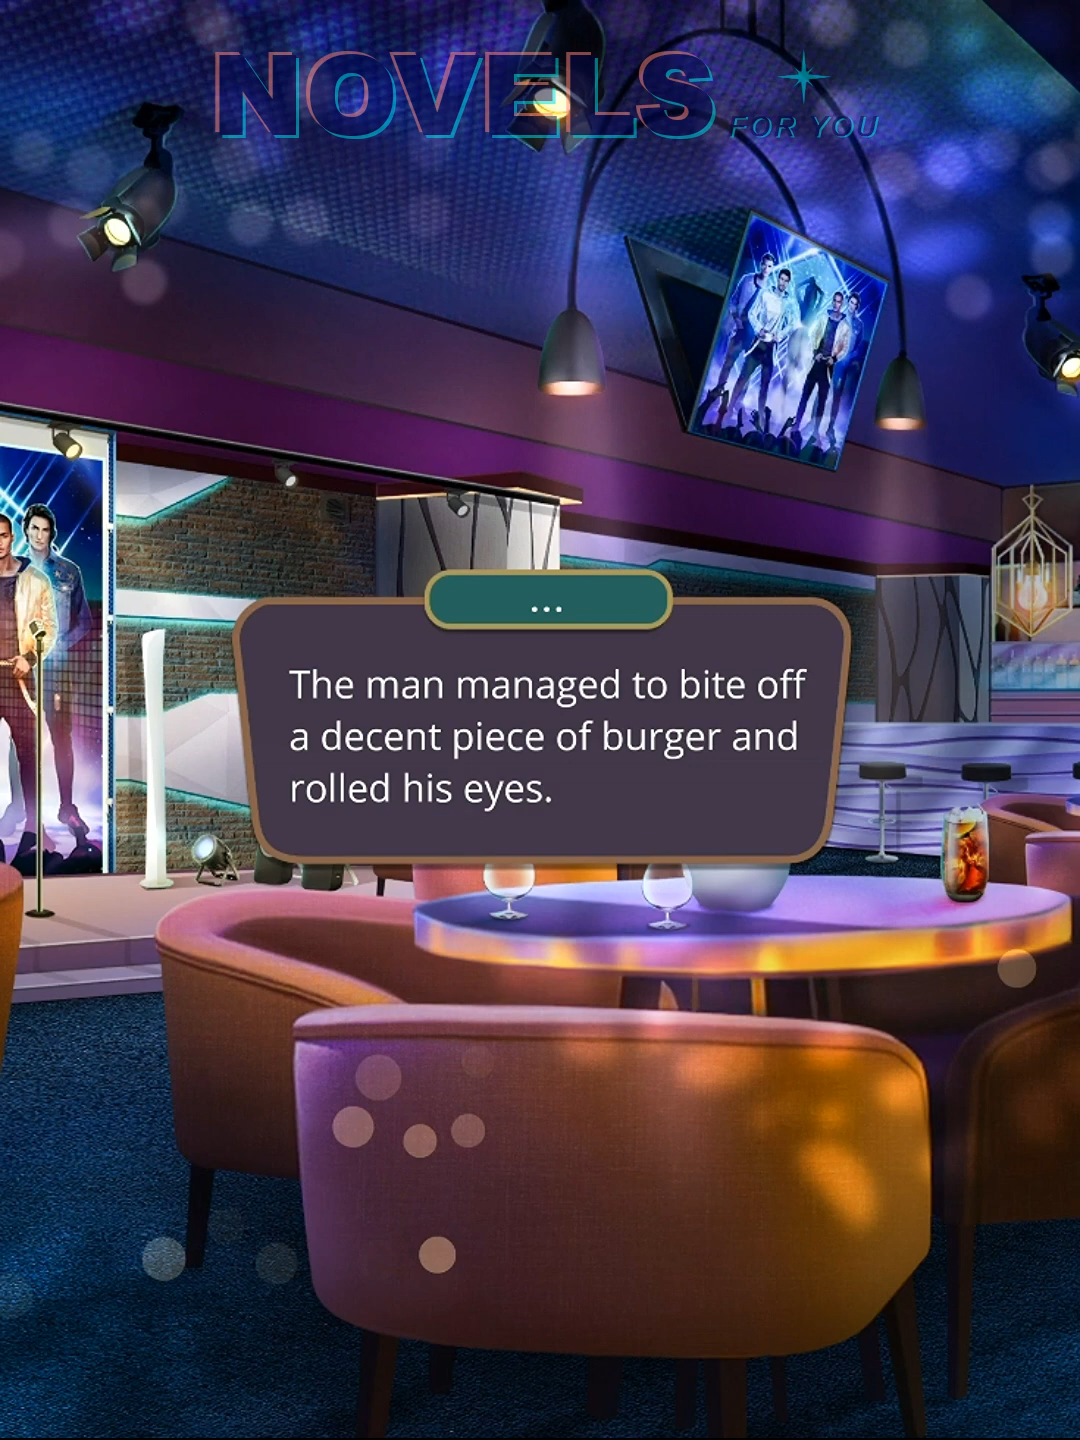 NOVELS
FOR YOU
...
The man managed to bite off
a decent piece of burger and
rolled his eyes.